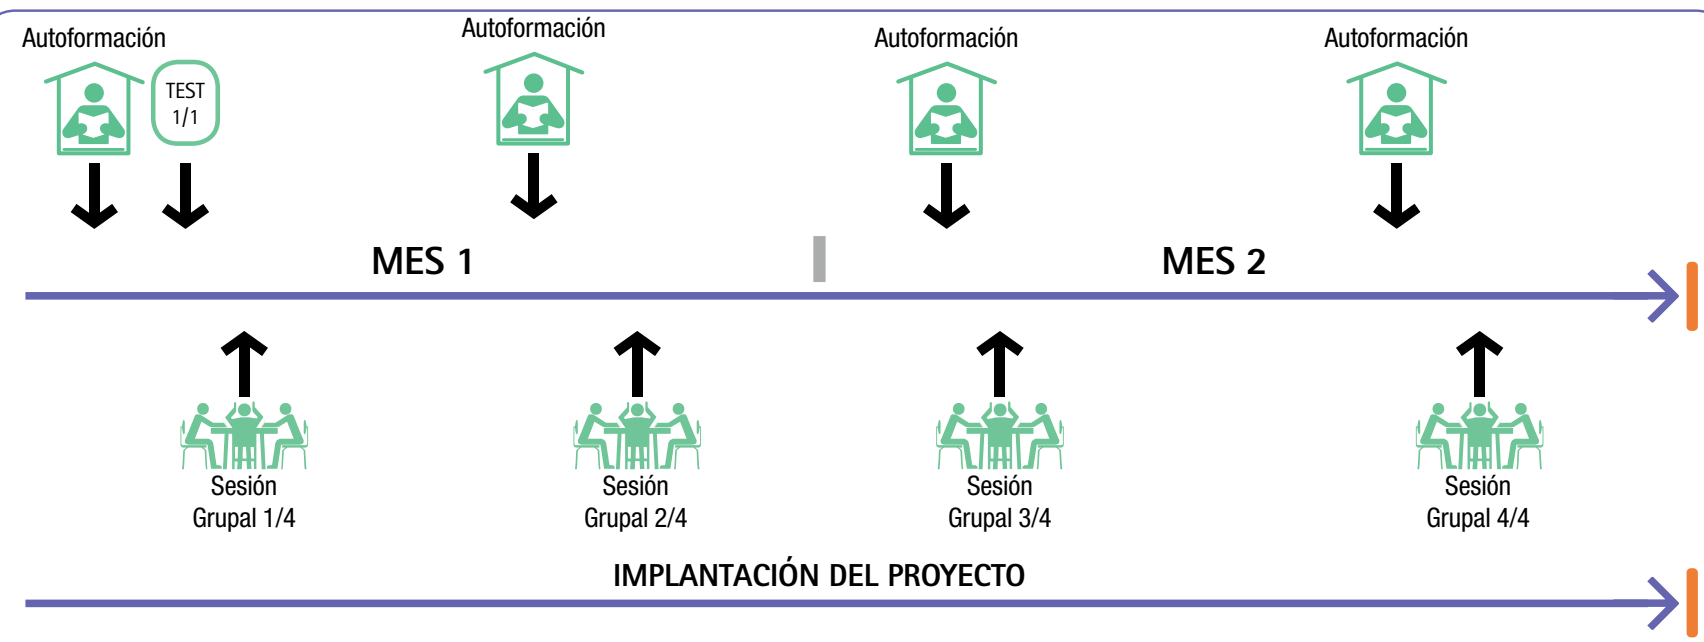 Autoformación
Autoformación
Autoformación
Autoformación
TEST
1/1
MES 1
MES 2
Sesión
Grupal 1/4
Sesión
Grupal 2/4
Sesión
Grupal 3/4
Sesión
Grupal 4/4
IMPLANTACIÓN DEL PROYECTO